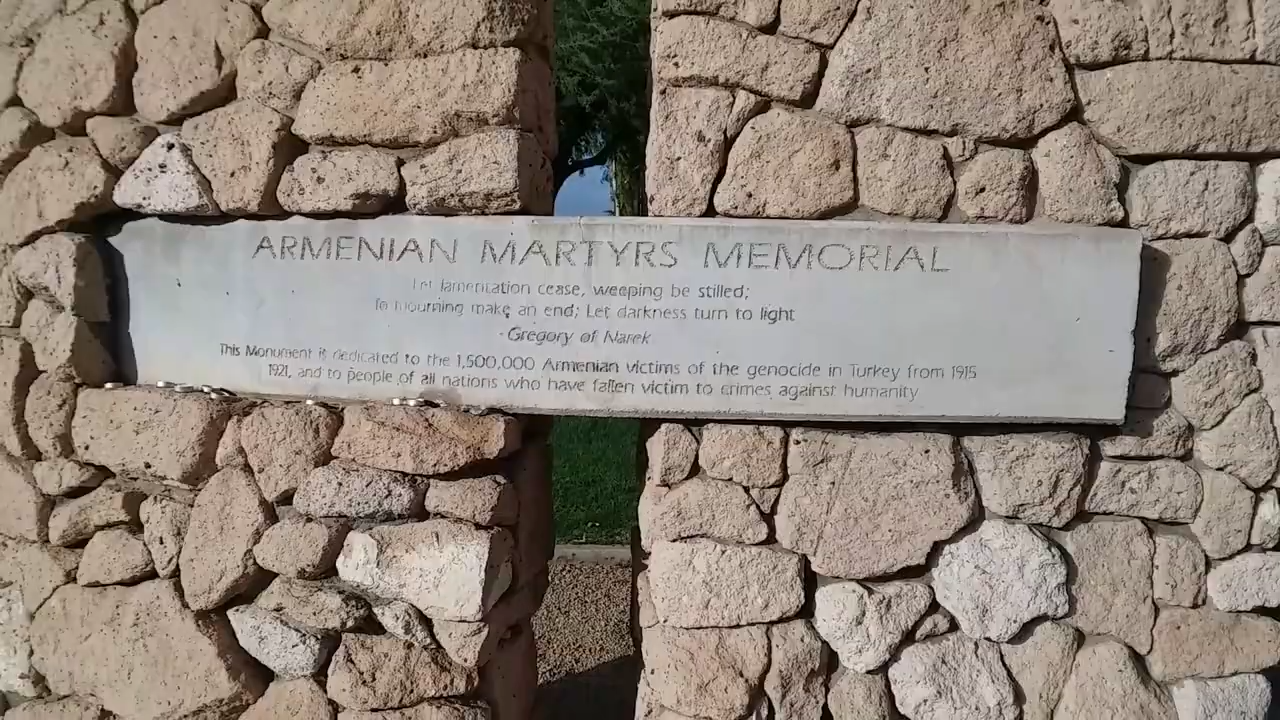 ARMENIAN MARTYRS MEMORIAL
Let lamentation cease, weeping be stilled;
To mourning make an end; Let darkness turn to light
- Gregory of Narek
This Monument is dedicated to the 1,500,000 Armenian victims of the genocide in Turkey from 1915
1921, and to people of all nations who have fallen victim to crimes against humanity